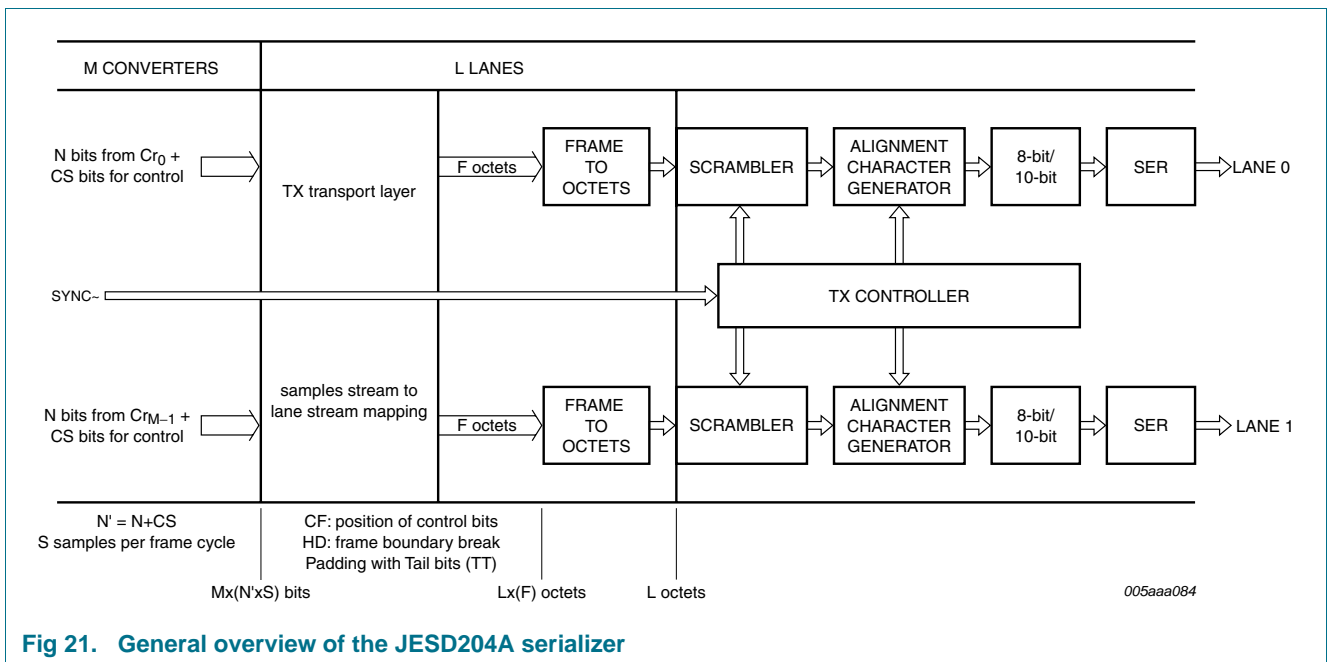 M CONVERTERS
L LANES
N bits from Cr0 +
CS bits for control
TX transport layer
F octets
FRAME
TO
OCTETS
SCRAMBLER
ALIGNMENT
CHARACTER
GENERATOR
8-bit/
10-bit
SER
LANE 0
SYNC~
TX CONTROLLER
N bits from CrM−1 +
CS bits for control
samples stream to
lane stream mapping
F octets
FRAME
TO
OCTETS
SCRAMBLER
ALIGNMENT
CHARACTER
GENERATOR
8-bit/
10-bit
SER
LANE 1
N' = N+CS
S samples per frame cycle
CF: position of control bits
HD: frame boundary break
Padding with Tail bits (TT)
Mx(N'xS) bits
Lx(F) octets
L octets
005aaa084
Fig 21. General overview of the JESD204A serializer